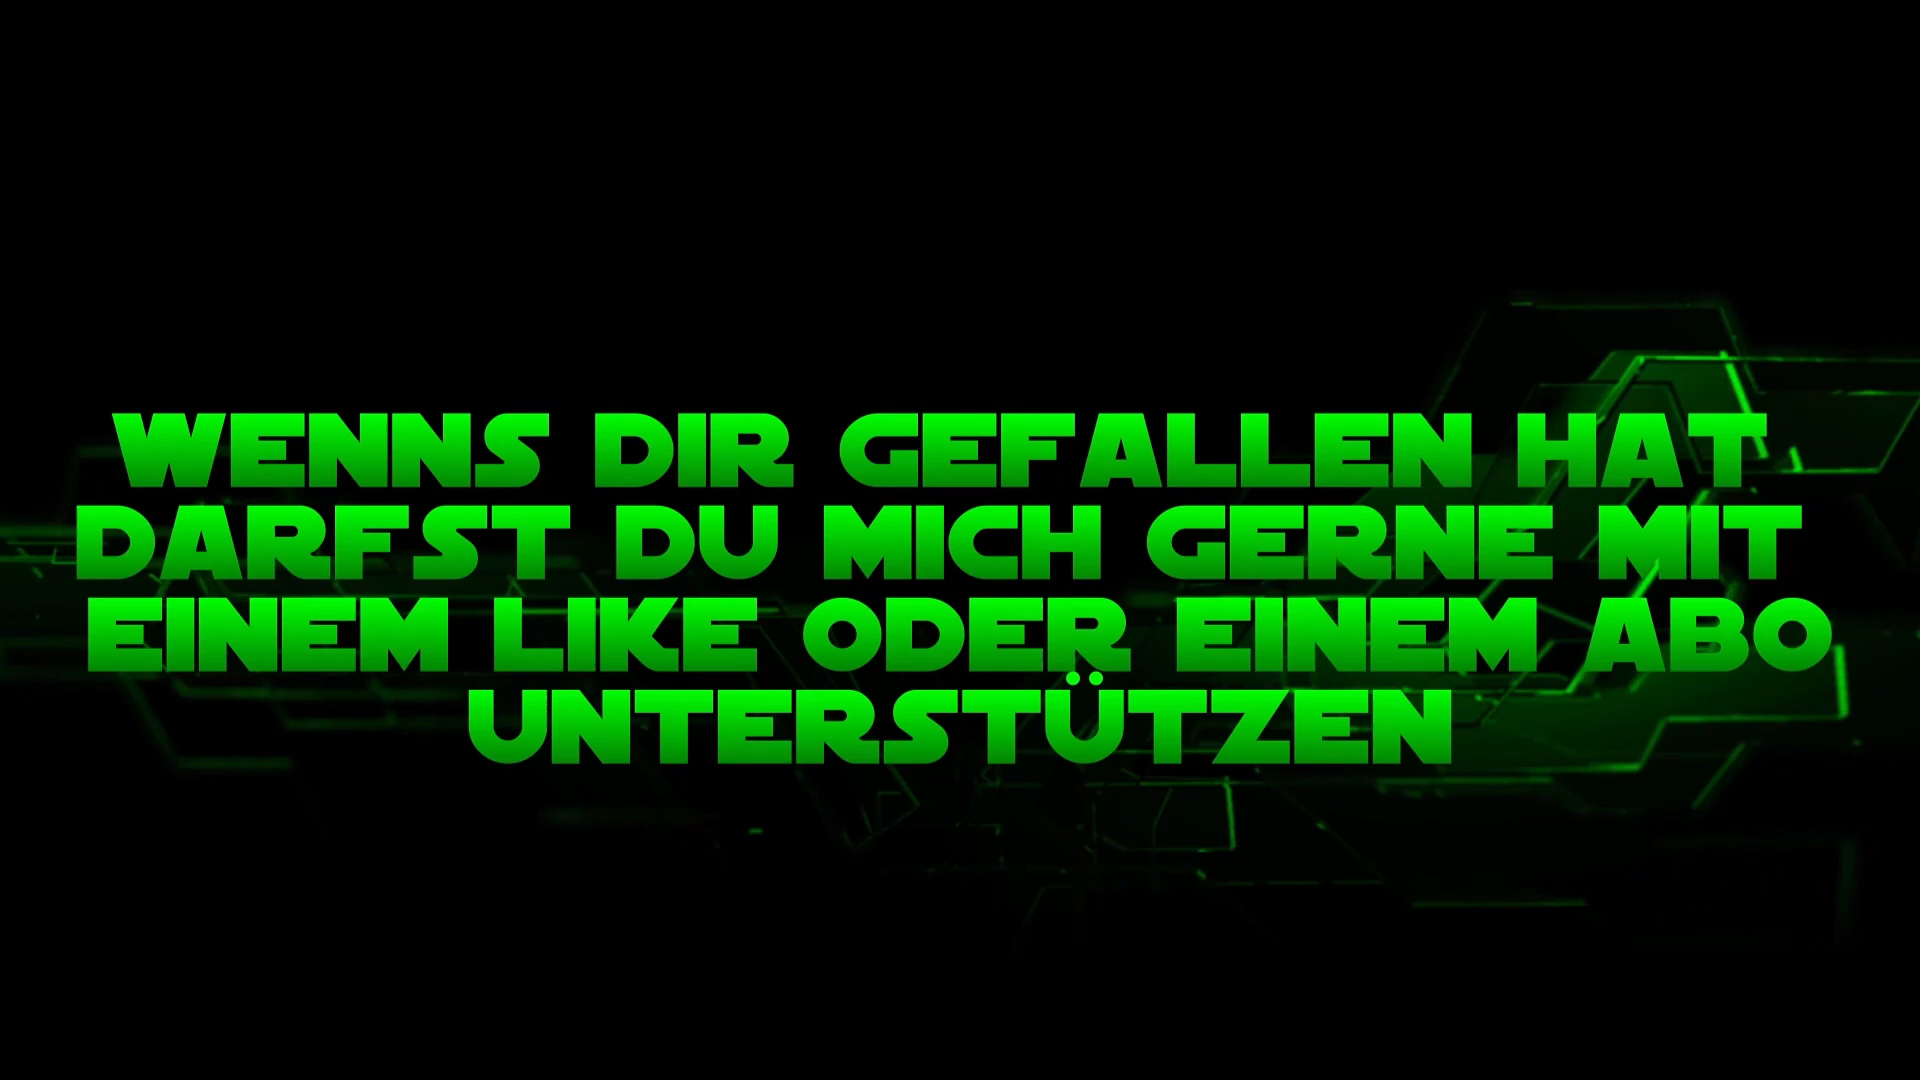 WENNS DIR GEFALLEN HAT
DARFST DU MICH GERNE MIT
EINEM LIKE ODER EINEM ABO
UNTERSTÜTZEN